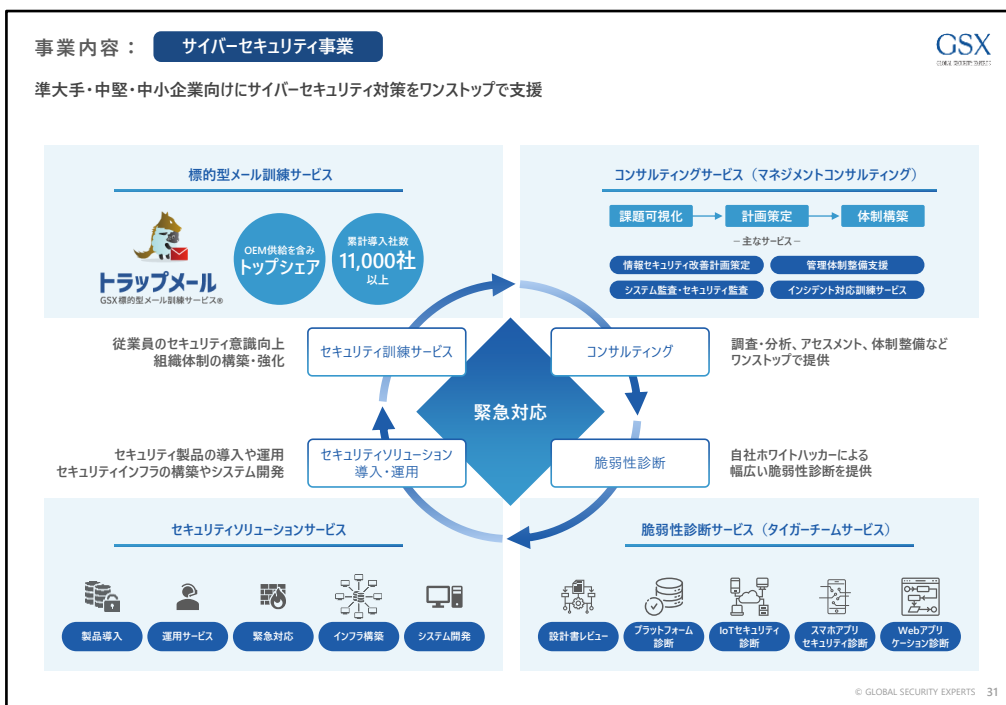 事業内容：
サイバーセキュリティ事業
GSX
GLOBAL SECURITY EXPERTS
準大手・中堅・中小企業向けにサイバーセキュリティ対策をワンストップで支援
標的型メール訓練サービス
トラップメール
GSX標的型メール訓練サービス®
OEM供給を含み
トップシェア
累計導入社数
11,000社
以上
コンサルティングサービス（マネジメントコンサルティング）
課題可視化
計画策定
体制構築
－主なサービス－
情報セキュリティ改善計画策定
管理体制整備支援
システム監査・セキュリティ監査
インシデント対応訓練サービス
従業員のセキュリティ意識向上
組織体制の構築・強化
セキュリティ訓練サービス
コンサルティング
調査・分析、アセスメント、体制整備など
ワンストップで提供
緊急対応
セキュリティ製品の導入や運用
セキュリティインフラの構築やシステム開発
セキュリティソリューション
導入・運用
脆弱性診断
自社ホワイトハッカーによる
幅広い脆弱性診断を提供
セキュリティソリューションサービス
製品導入
運用サービス
緊急対応
インフラ構築
システム開発
脆弱性診断サービス（タイガーチームサービス）
設計書レビュー
プラットフォーム
診断
IoTセキュリティ
診断
スマホアプリ
セキュリティ診断
Webアプリ
ケーション診断
© GLOBAL SECURITY EXPERTS
31